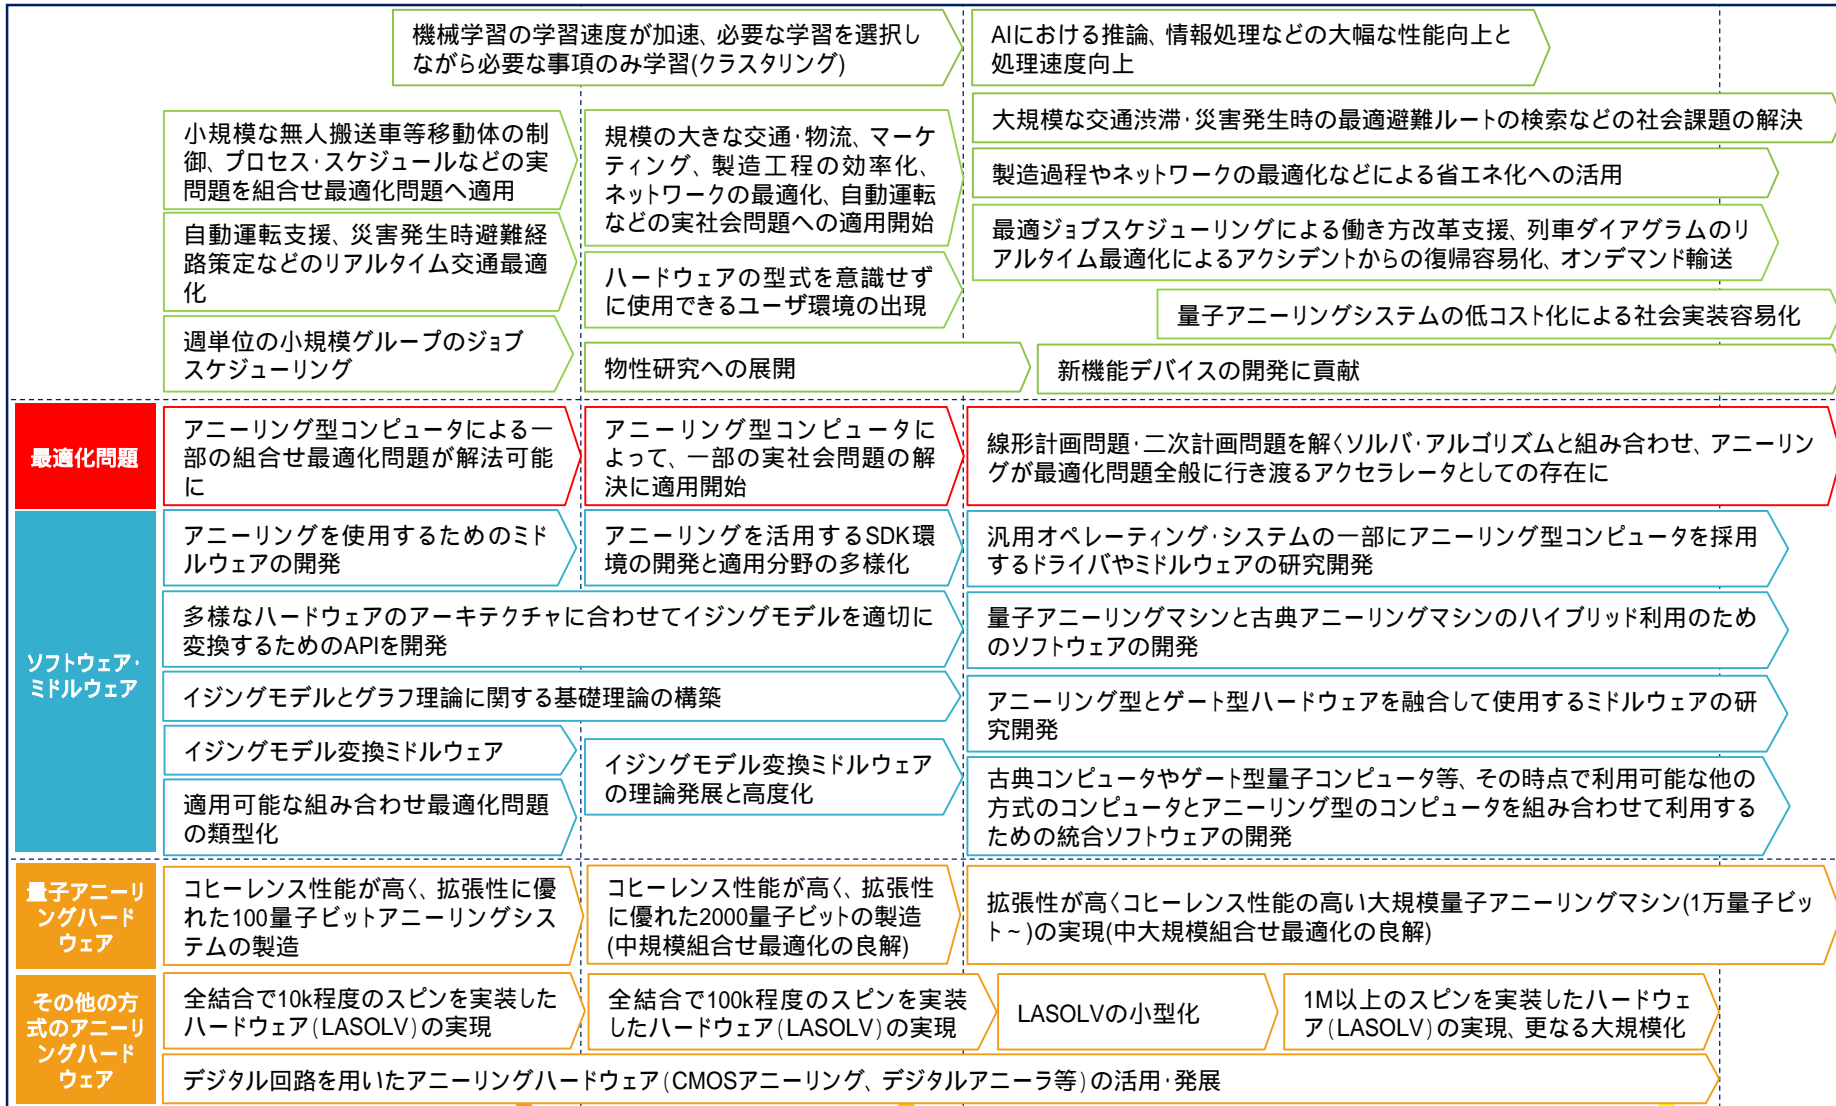 機械学習の学習速度が加速、必要な学習を選択し
ながら必要な事項のみ学習(クラスタリング)
AIにおける推論、情報処理などの大幅な性能向上と
処理速度向上
小規模な無人搬送車等移動体の制
御、プロセス・スケジュールなどの実
問題を組合せ最適化問題へ適用
規模の大きな交通・物流、マーケ
ティング、製造工程の効率化、
ネットワークの最適化、自動運転
などの実社会問題への適用開始
大規模な交通渋滞・災害発生時の最適避難ルートの検索などの社会課題の解決
製造過程やネットワークの最適化などによる省エネ化への活用
自動運転支援、災害発生時避難経
路策定などのリアルタイム交通最適
化
ハードウェアの型式を意識せず
に使用できるユーザ環境の出現
最適ジョブスケジューリングによる働き方改革支援、列車ダイアグラムのリ
アルタイム最適化によるアクシデントからの復帰容易化、オンデマンド輸送
量子アニーリングシステムの低コスト化による社会実装容易化
週単位の小規模グループのジョブ
スケジューリング
物性研究への展開
新機能デバイスの開発に貢献
最適化問題
アニーリング型コンピュータによる一
部の組合せ最適化問題が解法可能
に
アニーリング型コンピュータに
よって、一部の実社会問題の解
決に適用開始
線形計画問題・二次計画問題を解くソルバ・アルゴリズムと組み合わせ、アニーリン
グが最適化問題全般に行き渡るアクセラレータとしての存在に
ソフトウェア・
ミドルウェア
アニーリングを使用するためのミド
ルウェアの開発
アニーリングを活用するSDK環
境の開発と適用分野の多様化
汎用オペレーティング・システムの一部にアニーリング型コンピュータを採用
するドライバやミドルウェアの研究開発
多様なハードウェアのアーキテクチャに合わせてイジングモデルを適切に
変換するためのAPIを開発
量子アニーリングマシンと古典アニーリングマシンのハイブリッド利用のため
のソフトウェアの開発
イジングモデルとグラフ理論に関する基礎理論の構築
アニーリング型とゲート型ハードウェアを融合して使用するミドルウェアの研
究開発
イジングモデル変換ミドルウェア
イジングモデル変換ミドルウェア
の理論発展と高度化
適用可能な組み合わせ最適化問題
の類型化
古典コンピュータやゲート型量子コンピュータ等、その時点で利用可能な他の
方式のコンピュータとアニーリング型のコンピュータを組み合わせて利用する
ための統合ソフトウェアの開発
量子アニーリ
ングハード
ウェア
コヒーレンス性能が高く、拡張性に優
れた100量子ビットアニーリングシス
テムの製造
コヒーレンス性能が高く、拡張性
に優れた2000量子ビットの製造
(中規模組合せ最適化の良解)
拡張性が高くコヒーレンス性能の高い大規模量子アニーリングマシン(1万量子ビッ
ト~)の実現(中大規模組合せ最適化の良解)
その他の方
式のアニーリ
ングハード
ウェア
全結合で10k程度のスピンを実装した
ハードウェア(LASOLV)の実現
全結合で100k程度のスピンを実装
したハードウェア(LASOLV)の実現
LASOLVの小型化
1M以上のスピンを実装したハードウェ
ア(LASOLV)の実現、更なる大規模化
デジタル回路を用いたアニーリングハードウェア(CMOSアニーリング、デジタルアニーラ等)の活用・発展